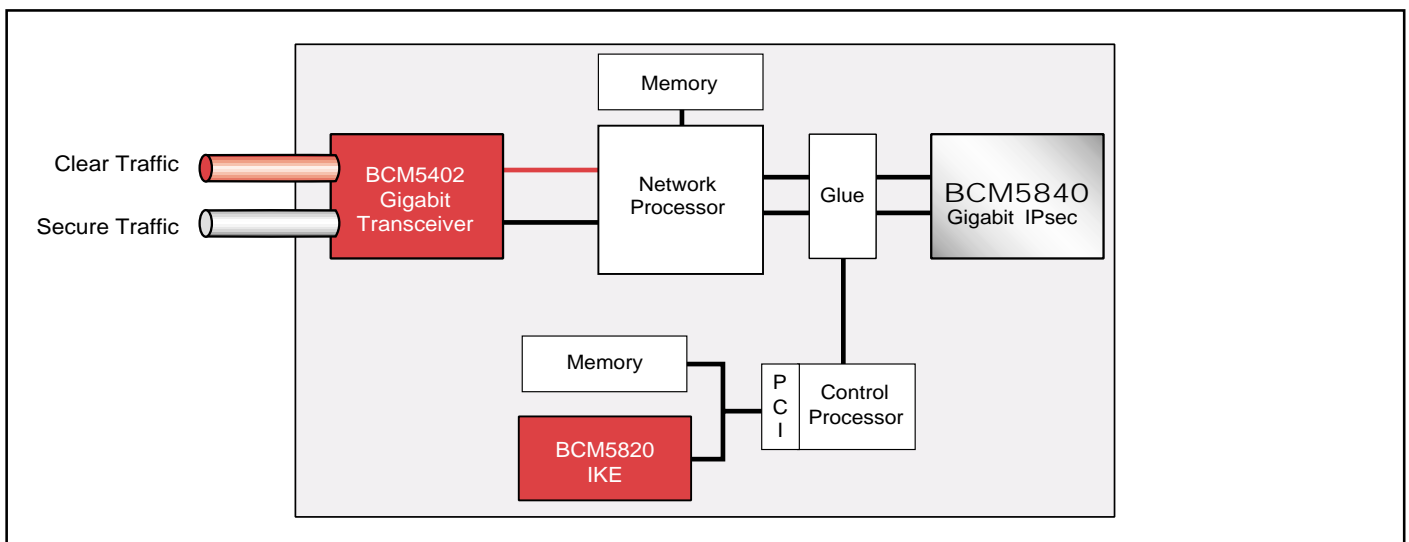 Memory
Clear Traffic
BCM5402
Gigabit
Transceiver
Network
Processor
Glue
BCM5840
Gigabit IPsec
Secure Traffic
Memory
P
C
I
Control
Processor
BCM5820
IKE